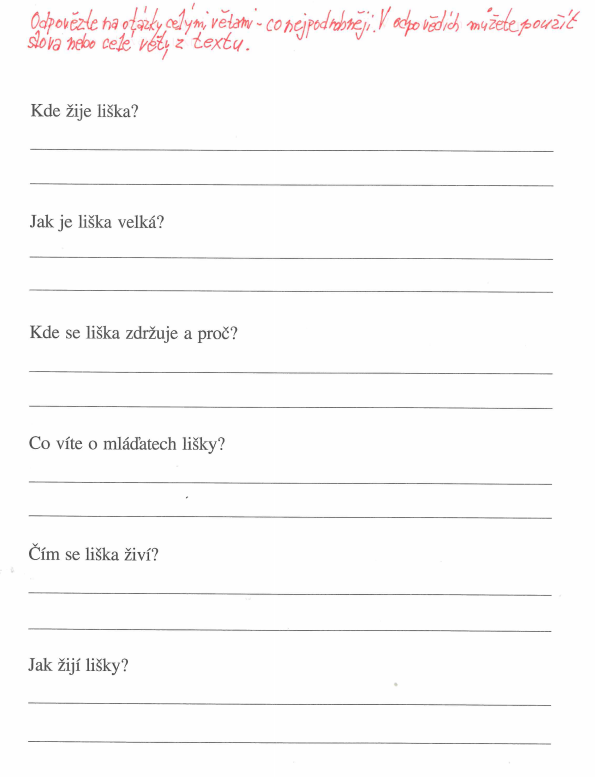 Odpovězte na otázky celými větami - co nejpodrobněji. V odpovědích můžete použít
slova nebo celé věty z textu.
Kde žije liška?
Jak je liška velká?
Kde se liška zdržuje a proč?
Co víte o mláďatech lišky?
Čím se liška živí?
Jak žijí lišky?